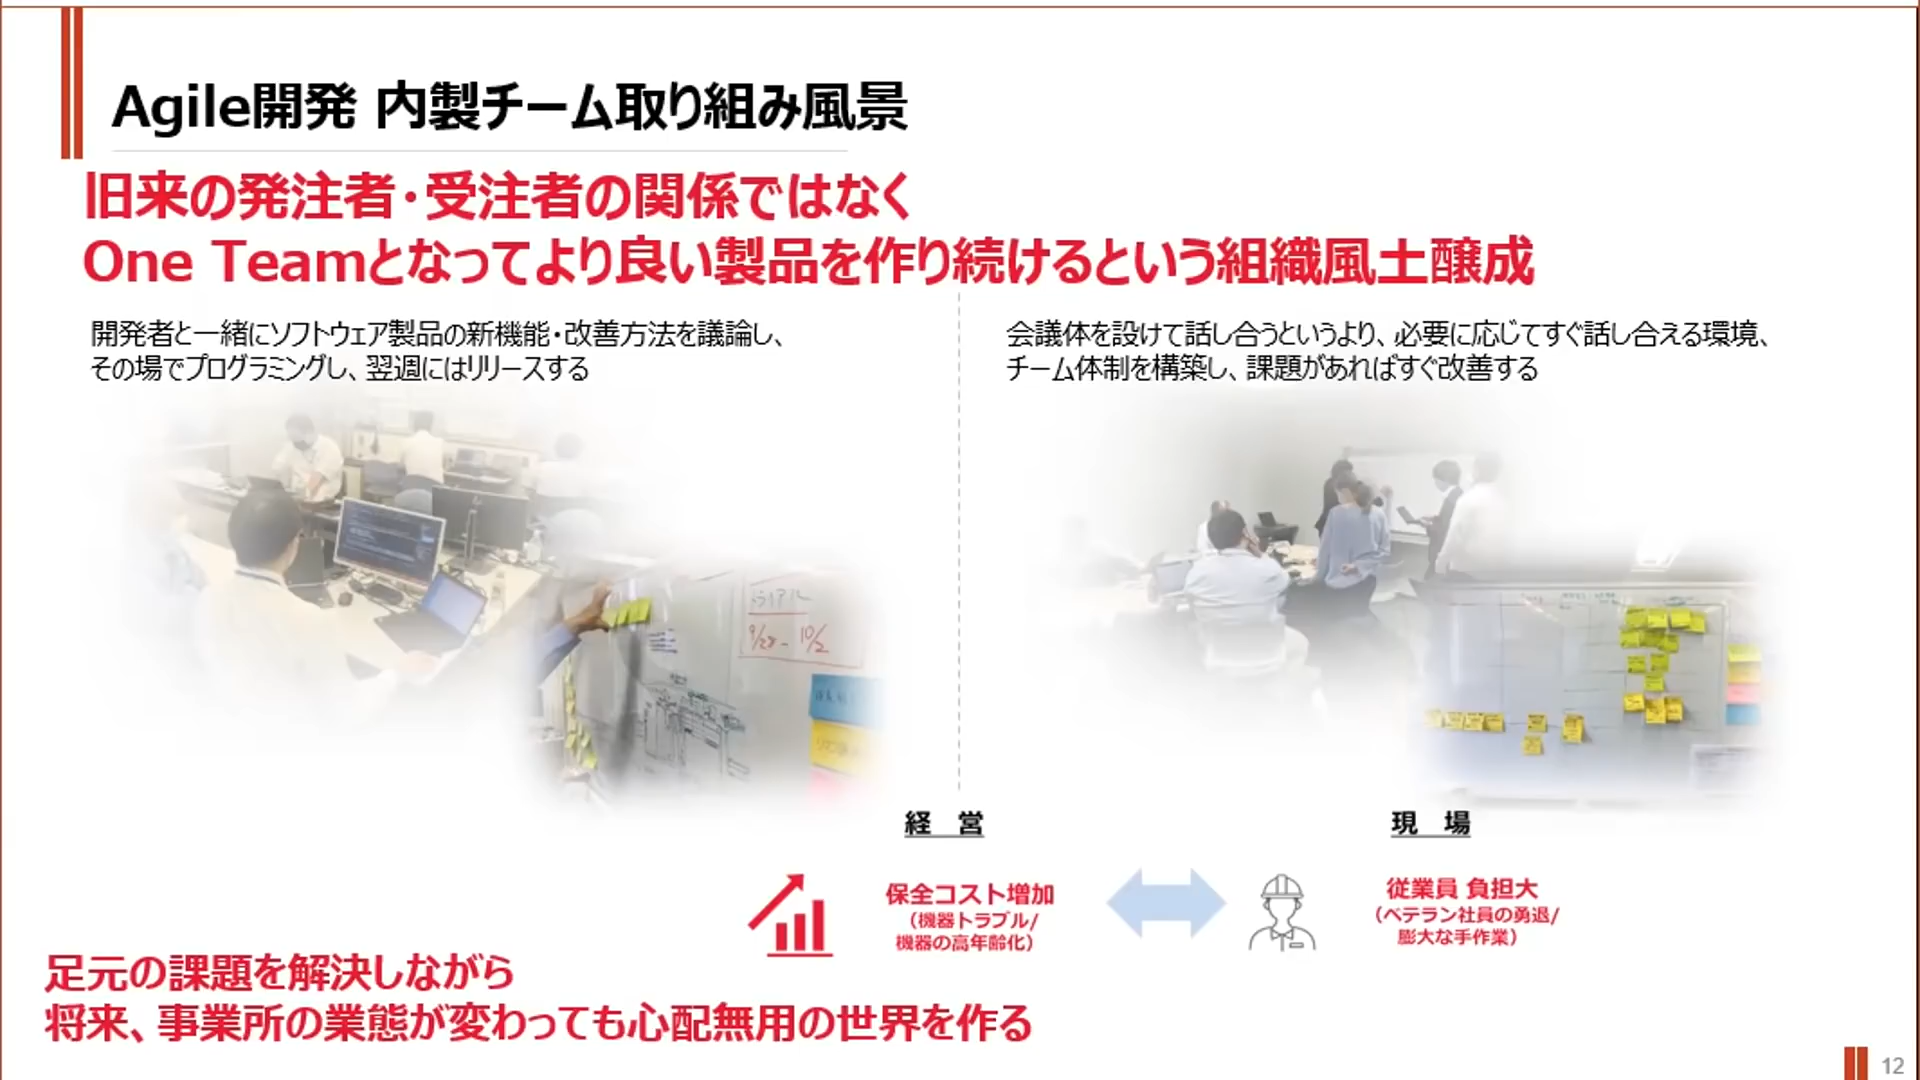 Agile開発 内製チーム取り組み風景
旧来の発注者・受注者の関係ではなく
One Teamとなってより良い製品を作り続けるという組織風土醸成
開発者と一緒にソフトウェア製品の新機能・改善方法を議論し、
その場でプログラミングし、翌週にはリリースする
会議体を設けて話し合うというより、必要に応じてすぐ話し合える環境、
チーム体制を構築し、課題があればすぐ改善する
トライアル
9/28- 10/2
経 営
現 場
保全コスト増加
（機器トラブル/
機器の高年齢化）
従業員 負担大
（ベテラン社員の勇退/
膨大な手作業）
足元の課題を解決しながら
将来、事業所の業態が変わっても心配無用の世界を作る
12